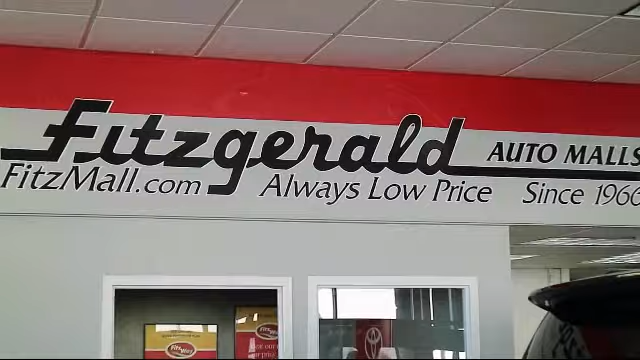 Fitzgerald AUTO MALLS
FitzMall.com Always Low Price Since 1966